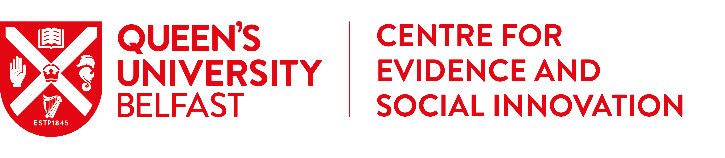 QUEEN'S
UNIVERSITY
BELFAST
ESTD1845
CENTRE FOR
EVIDENCE AND
SOCIAL INNOVATION